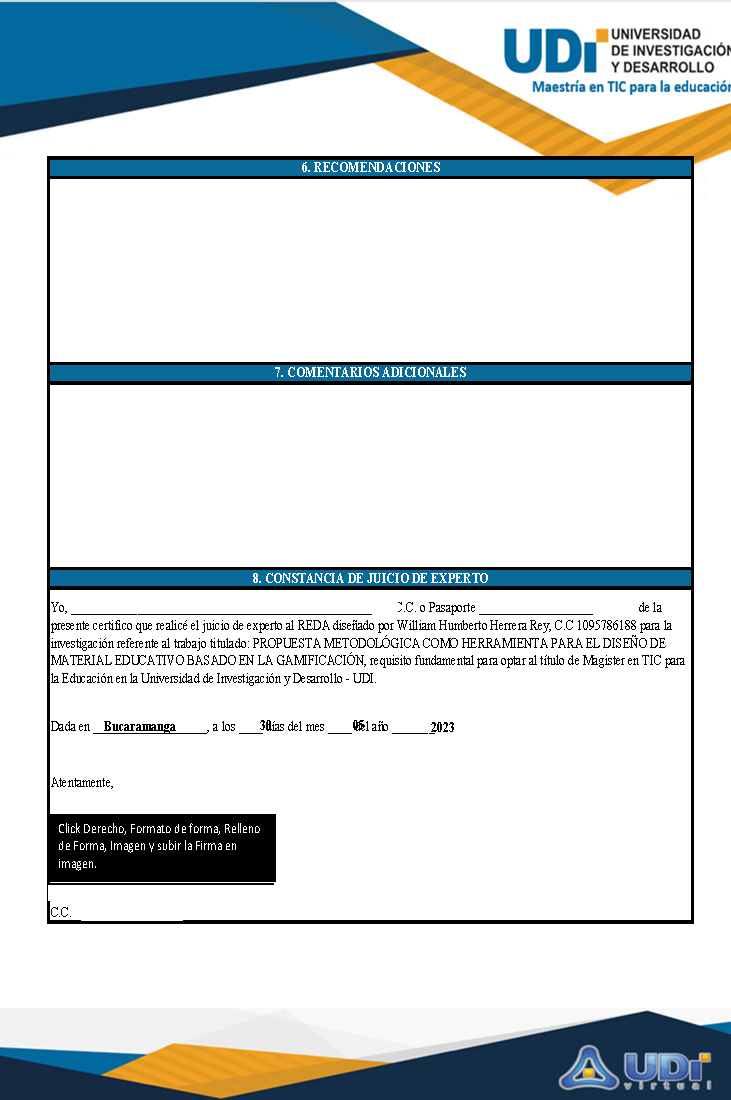 UDi UNIVERSIDAD
DE INVESTIGACIÓN
Y DESARROLLO
Maestría en TIC para la educación
6. RECOMENDACIONES
7. COMENTARIOS ADICIONALES
8. CONSTANCIA DE JUICIO DE EXPERTO
Yo, ______________________________ C.C. o Pasaporte ____________ de la
presente certifico que realicé el juicio de experto al REDA diseñado por William Humberto Herrera Rey, C.C 1095786188 para la
investigación referente al trabajo titulado: PROPUESTA METODOLÓGICA COMO HERRAMIENTA PARA EL DISEÑO DE
MATERIAL EDUCATIVO BASADO EN LA GAMIFICACIÓN, requisito fundamental para optar al título de Magister en TIC para
la Educación en la Universidad de Investigación y Desarrollo - UDI.
Dada en __Bucaramanga______, a los ____30 días del mes ____05 del año ______2023
Atentamente,
Click Derecho, Formato de forma, Relleno
de Forma, Imagen y subir la Firma en
imagen.
C.C. ______________
UDi
virtual